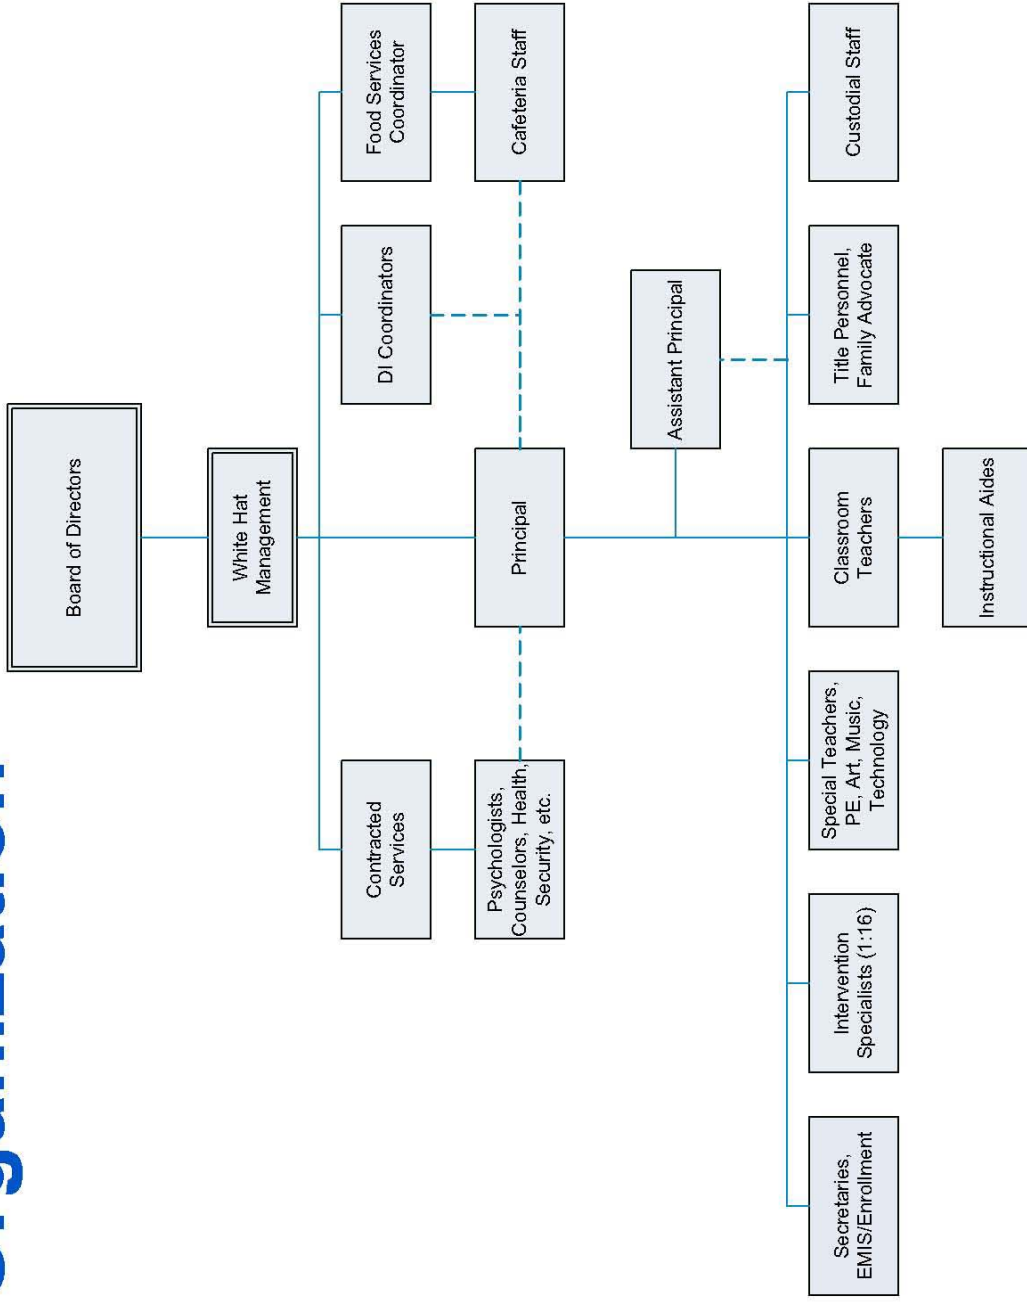 Organization
Board of Directors
White Hat
Management
Contracted
Services
DI Coordinators
Food Services
Coordinator
Psychologists,
Counselors, Health,
Security, etc.
Principal
Cafeteria Staff
Assistant Principal
Secretaries,
EMIS/Enrollment
Intervention
Specialists (1:16)
Special Teachers,
PE, Art, Music,
Technology
Classroom
Teachers
Title Personnel,
Family Advocate
Custodial Staff
Instructional Aides